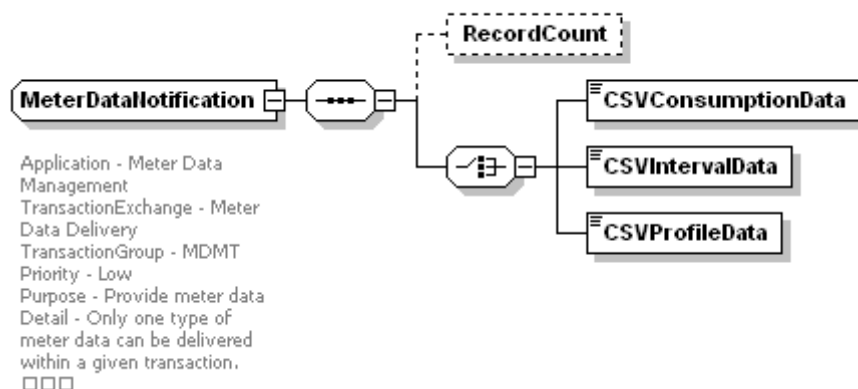 RecordCount
MeterDataNotification
CSVConsumptionData
CSVIntervalData
CSVProfileData
Application - Meter Data
Management
TransactionExchange - Meter
Data Delivery
TransactionGroup - MDMT
Priority - Low
Purpose - Provide meter data
Detail - Only one type of
meter data can be delivered
within a given transaction.